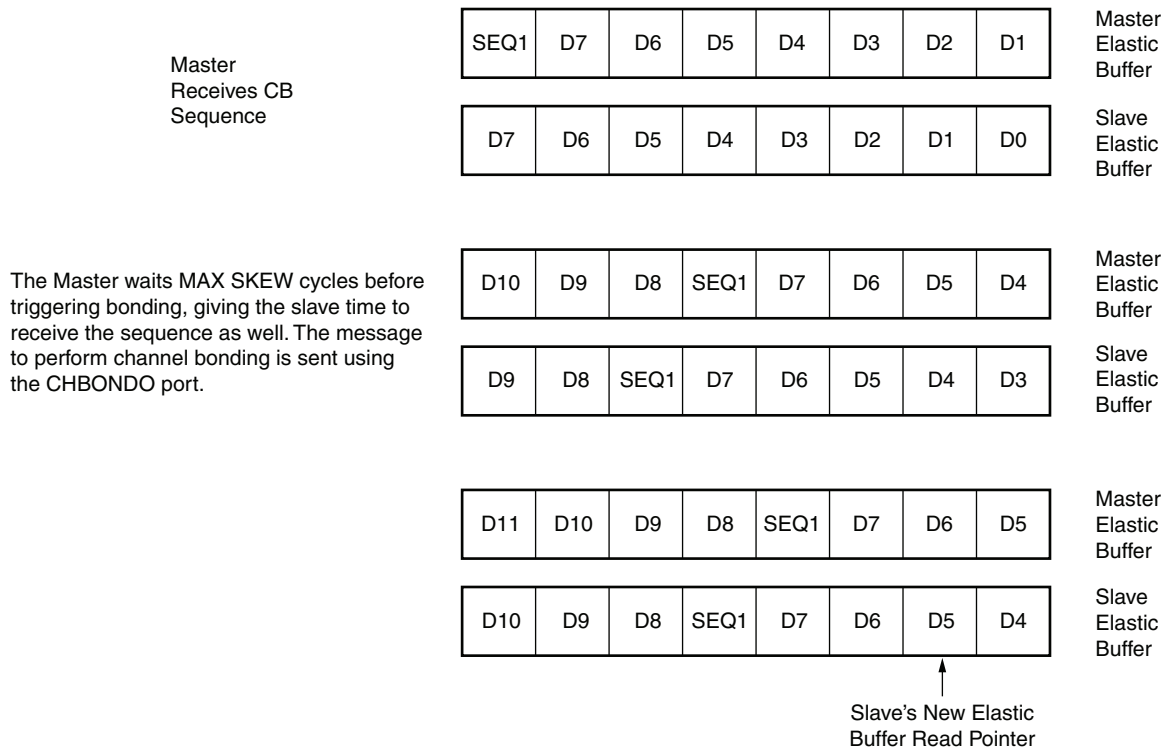 Master
Receives CB
Sequence
SEQ1 D7 D6 D5 D4 D3 D2 D1
Master
Elastic
Buffer
D7 D6 D5 D4 D3 D2 D1 D0
Slave
Elastic
Buffer
The Master waits MAX SKEW cycles before
triggering bonding, giving the slave time to
receive the sequence as well. The message
to perform channel bonding is sent using
the CHBONDO port.
D10 D9 D8 SEQ1 D7 D6 D5 D4
Master
Elastic
Buffer
D9 D8 SEQ1 D7 D6 D5 D4 D3
Slave
Elastic
Buffer
D11 D10 D9 D8 SEQ1 D7 D6 D5
Master
Elastic
Buffer
D10 D9 D8 SEQ1 D7 D6 D5 D4
Slave
Elastic
Buffer
Slave's New Elastic
Buffer Read Pointer